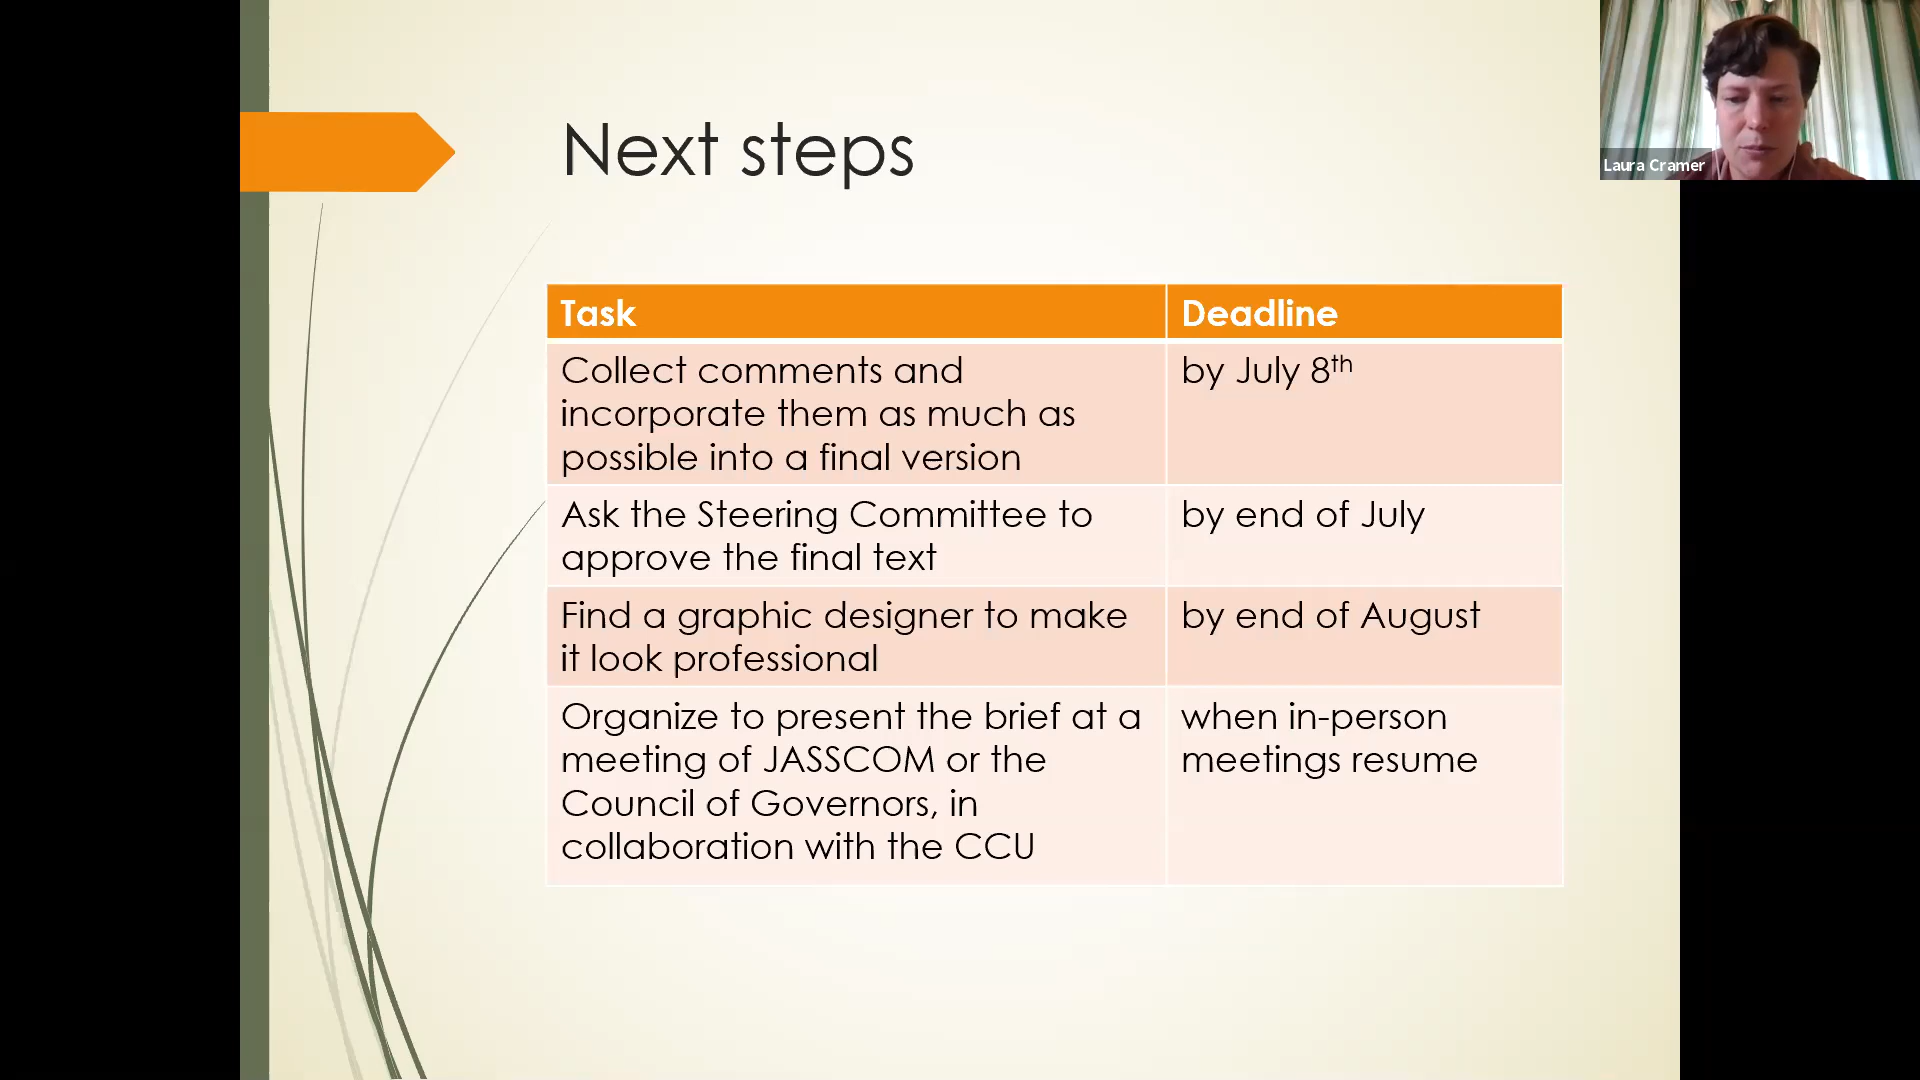 Next steps
Laura Cramer
Task
Deadline
Collect comments and
incorporate them as much as
possible into a final version
by July 8th
Ask the Steering Committee to
approve the final text
by end of July
Find a graphic designer to make
it look professional
by end of August
Organize to present the brief at a
meeting of JASSCOM or the
Council of Governors, in
collaboration with the CCU
when in-person
meetings resume